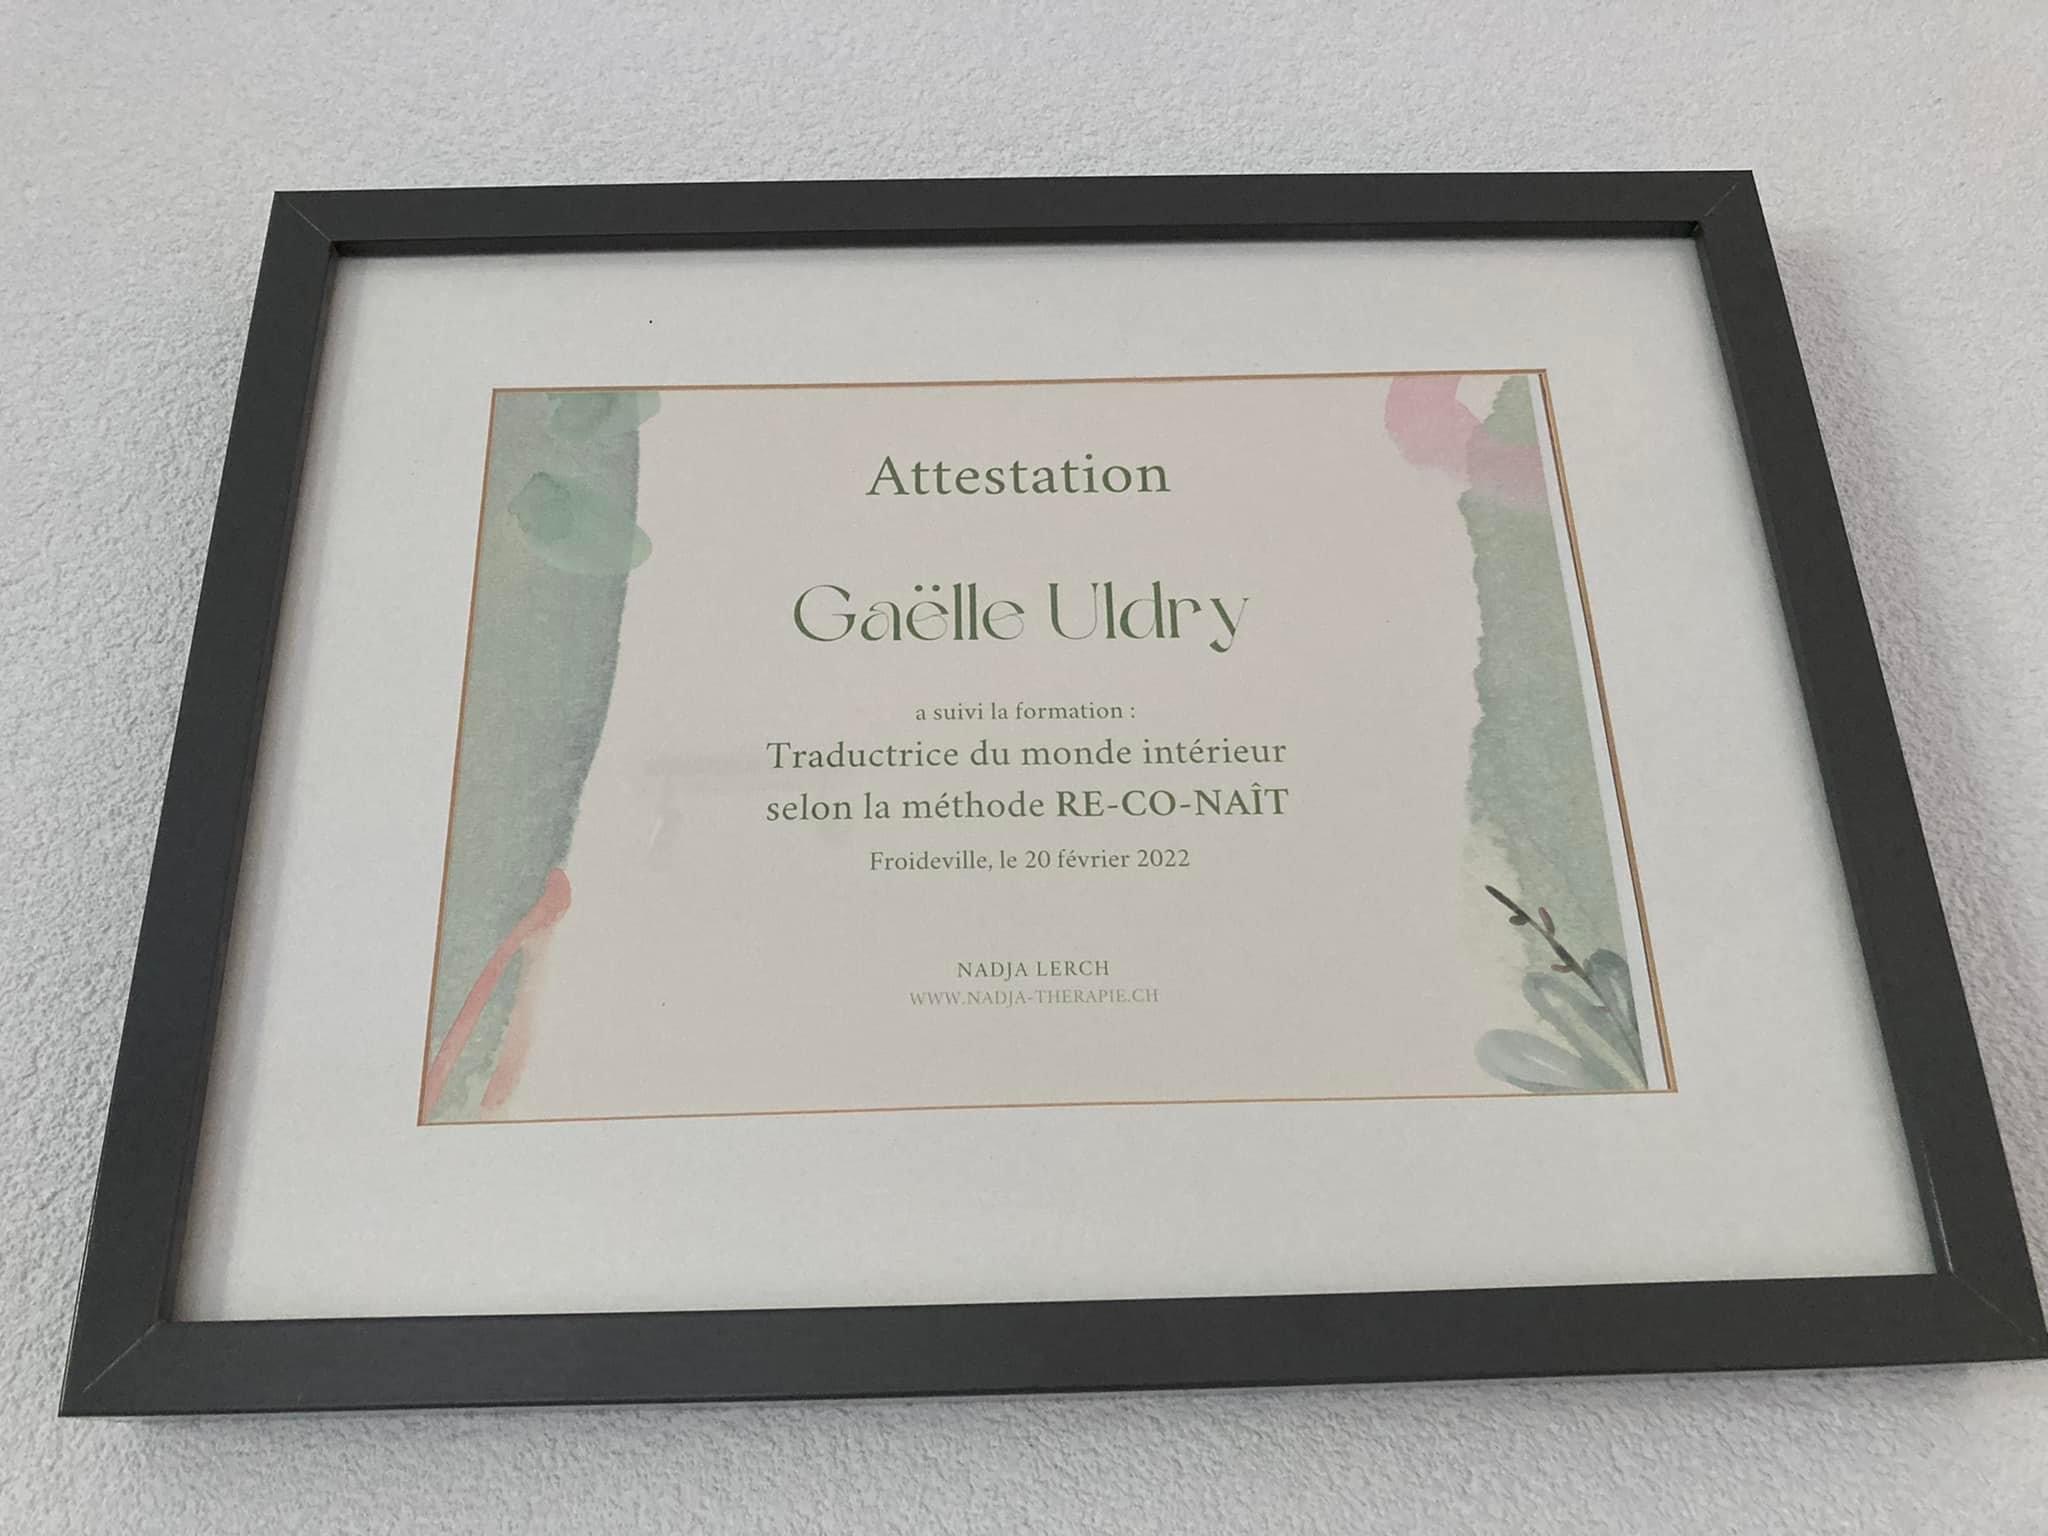 Attestation
Gaëlle Uldry
a suivi la formation :
Traductrice du monde intérieur
selon la méthode RE-CO-NAÎT
Froideville, le 20 février 2022
NADJA LERCH
WWW.NADJA-THERAPIE.CH